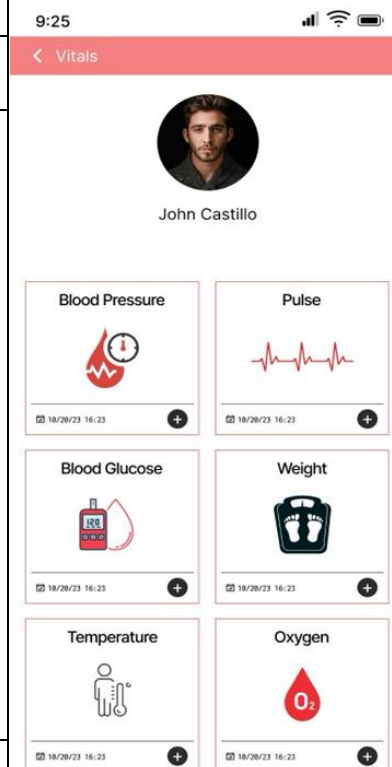 9:25
Vitals
John Castillo
Blood Pressure
Pulse
10/20/23 16:23
10/20/23 16:23
Blood Glucose
Weight
120
10/20/23 16:23
10/20/23 16:23
Temperature
Oxygen
O₂
10/20/23 16:23
10/20/23 16:23